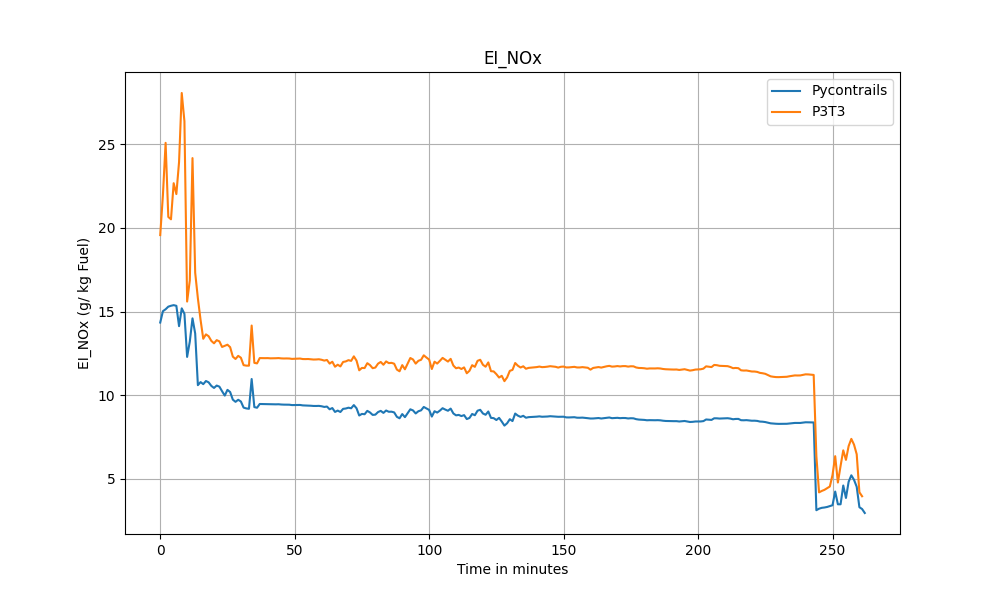 EI_NOx
Pycontrails
P3T3
EI_NOx (g/ kg Fuel)
25
20
15
10
5
0 50 100 150 200 250
Time in minutes